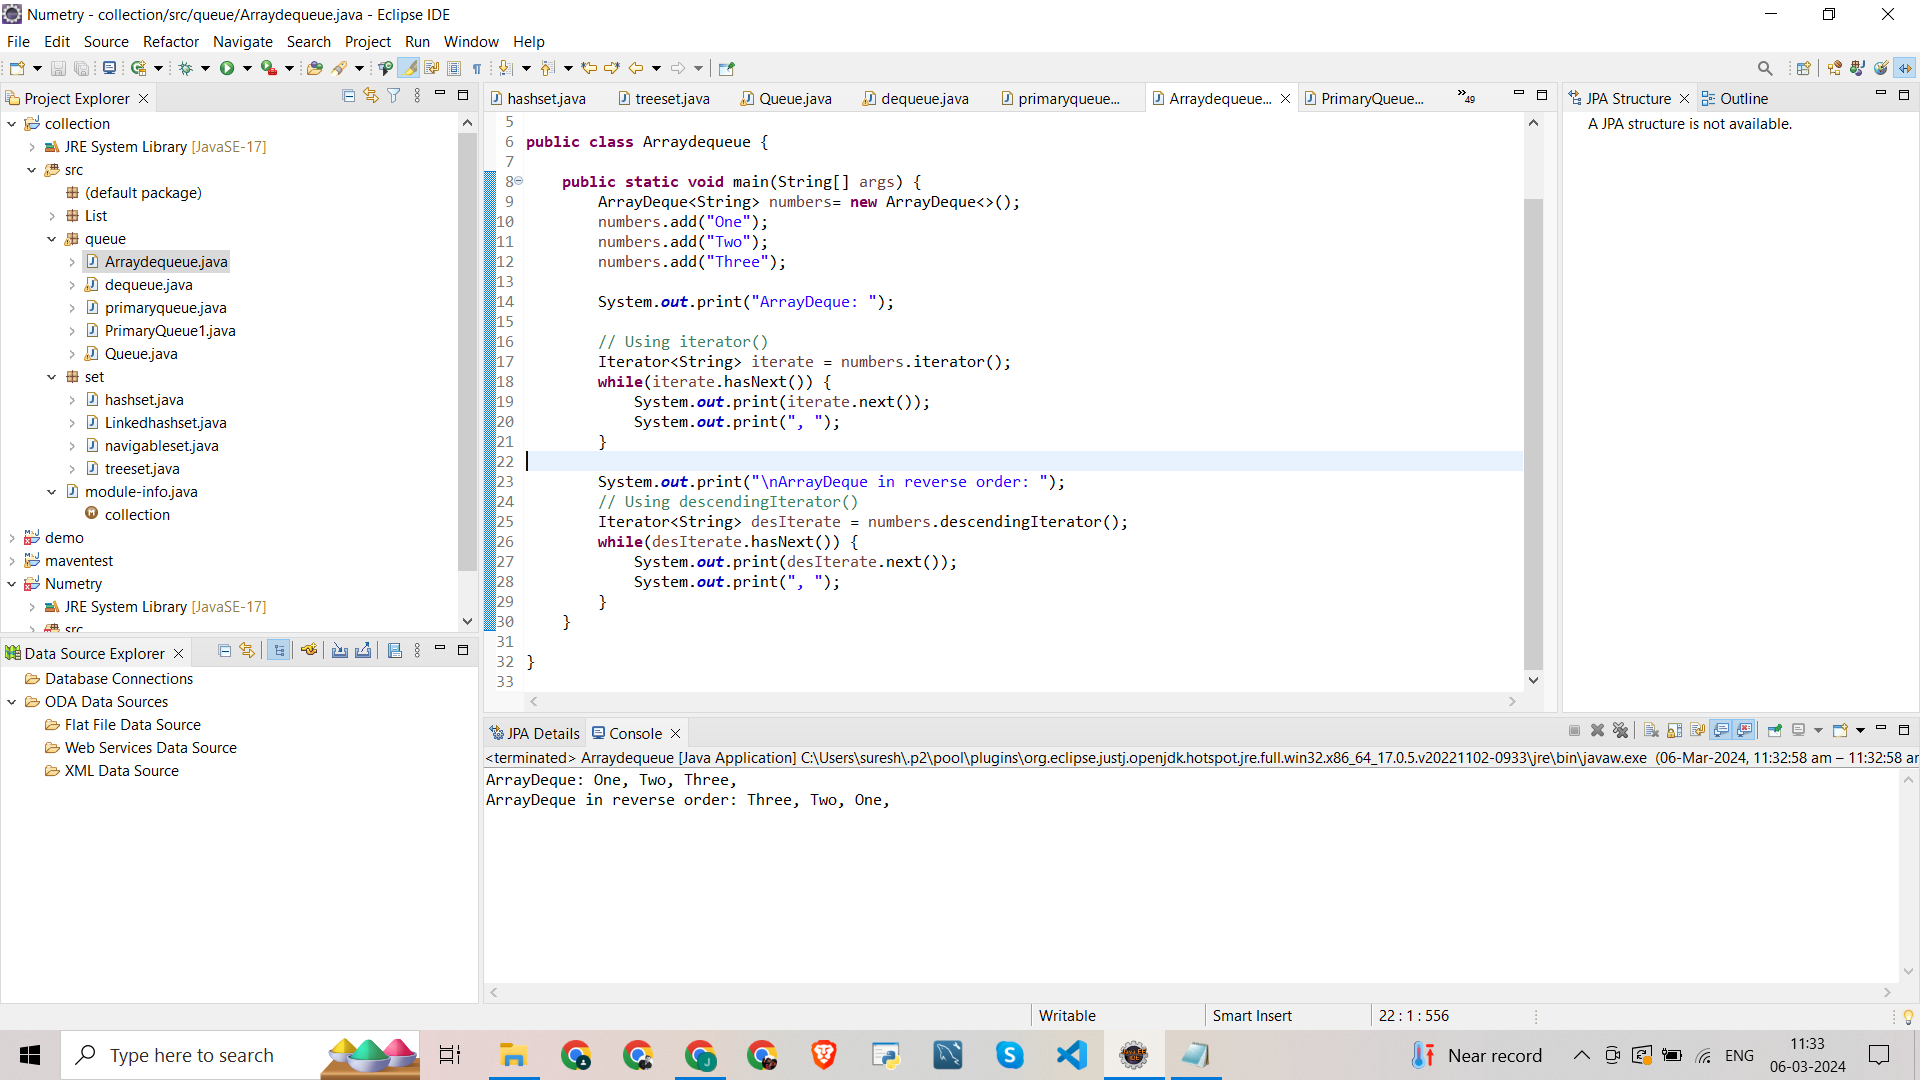 Numetry - collection/src/queue/Arraydequeue.java - Eclipse IDE
File Edit Source Refactor Navigate Search Project Run Window Help
Project Explorer
collection
JRE System Library [JavaSE-17]
src
(default package)
List
queue
Arraydequeue.java
dequeue.java
primaryqueue.java
PrimaryQueue1.java
Queue.java
set
hashset.java
Linkedhashset.java
navigableset.java
treeset.java
module-info.java
collection
demo
maventest
Numetry
JRE System Library [JavaSE-17]
src
Data Source Explorer
Database Connections
ODA Data Sources
Flat File Data Source
Web Services Data Source
XML Data Source
hashset.java treeset.java Queue.java dequeue.java primaryqueue... Arraydequeue... PrimaryQueue... »49
5
6 public class Arraydequeue {
7
8 public static void main(String[] args) {
9 ArrayDeque<String> numbers= new ArrayDeque<>();
10 numbers.add("One");
11 numbers.add("Two");
12 numbers.add("Three");
13
14 System.out.print("ArrayDeque: ");
15
16 // Using iterator()
17 Iterator<String> iterate = numbers.iterator();
18 while(iterate.hasNext()) {
19 System.out.print(iterate.next());
20 System.out.print(", ");
21 }
22
23 System.out.print("\nArrayDeque in reverse order: ");
24 // Using descendingIterator()
25 Iterator<String> desIterate = numbers.descendingIterator();
26 while(desIterate.hasNext()) {
27 System.out.print(desIterate.next());
28 System.out.print(", ");
29 }
30 }
31
32 }
33
JPA Structure Outline
A JPA structure is not available.
JPA Details Console
<terminated> Arraydequeue [Java Application] C:\Users\suresh\.p2\pool\plugins\org.eclipse.justj.openjdk.hotspot.jre.full.win32.x86_64_17.0.5.v20221102-0933\jre\bin\javaw.exe (06-Mar-2024, 11:32:58 am – 11:32:58 ar
ArrayDeque: One, Two, Three,
ArrayDeque in reverse order: Three, Two, One,
Writable Smart Insert 22 : 1 : 556
Type here to search
Near record ENG
11:33
06-03-2024